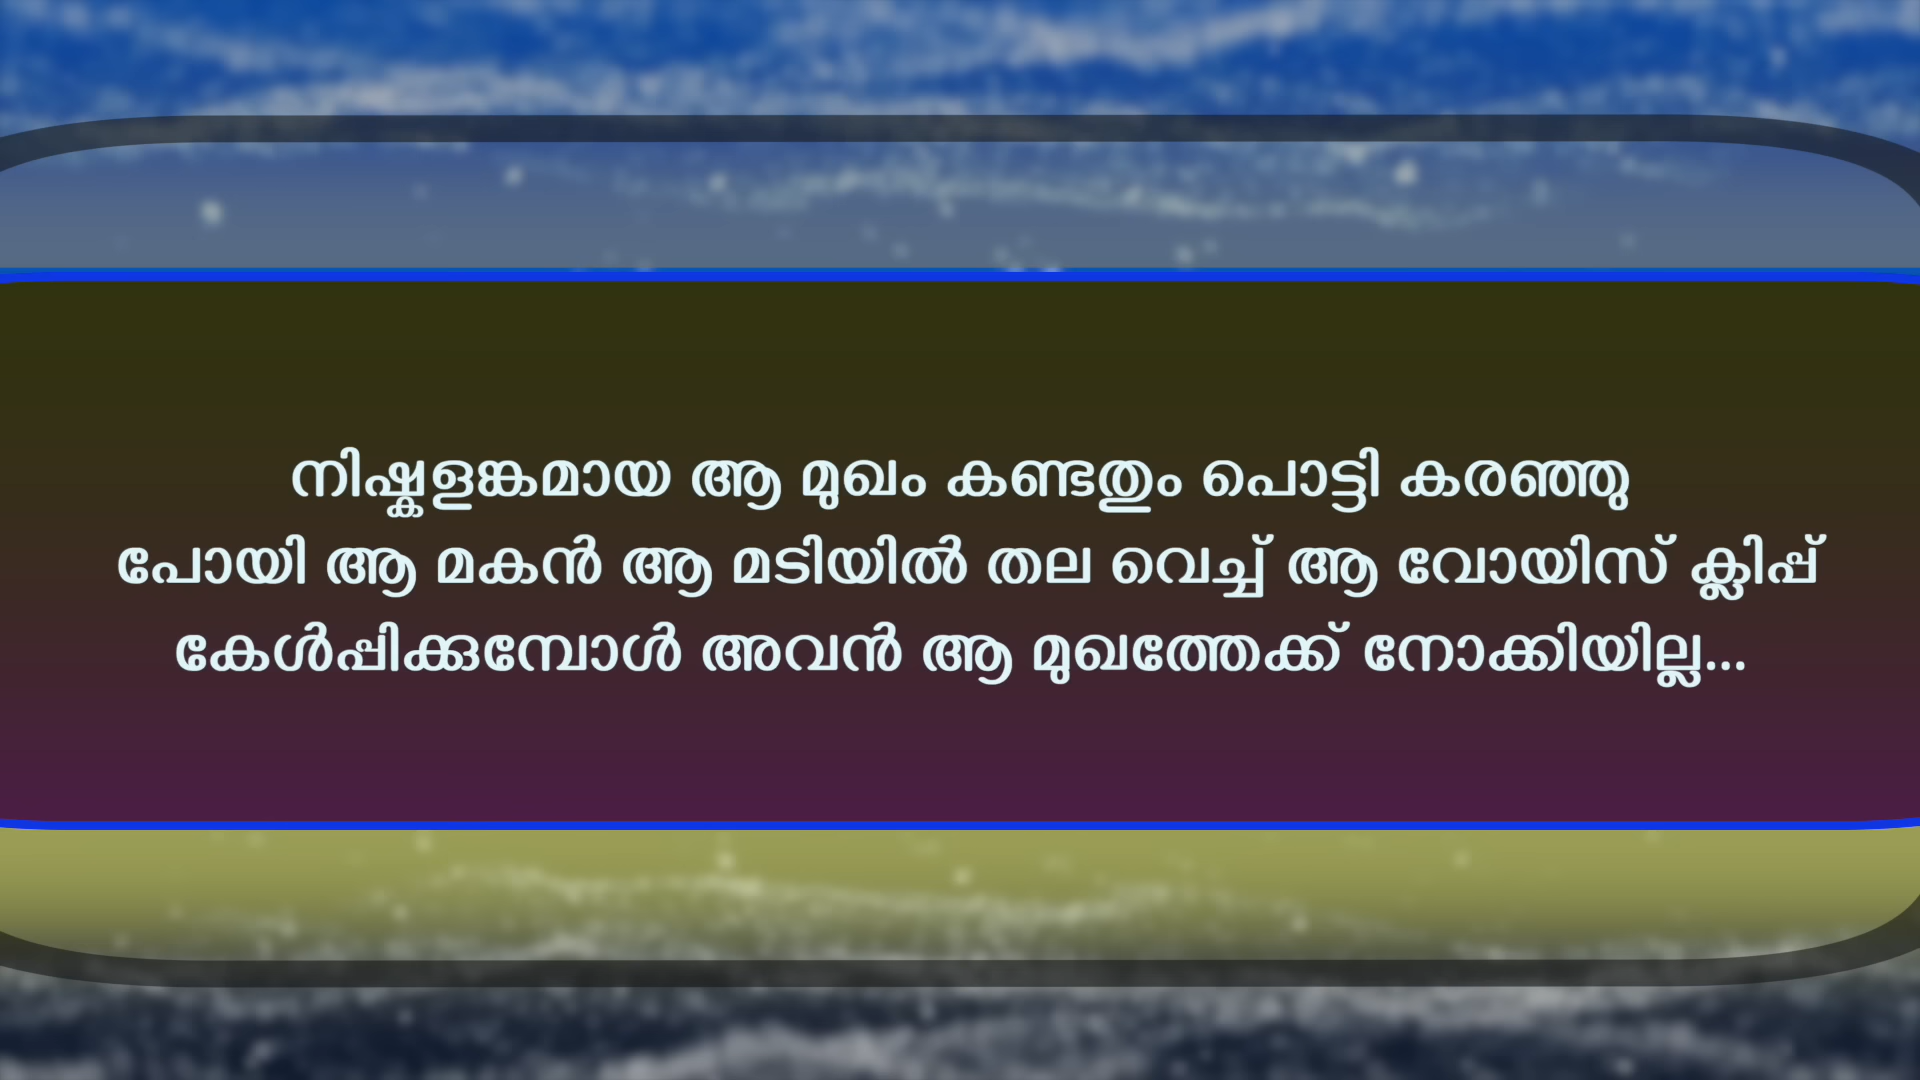 നിഷ്കളങ്കമായ ആ മുഖം കണ്ടതും പൊട്ടി കരഞ്ഞു
പോയി ആ മകൻ ആ മടിയിൽ തല വെച്ച് ആ വോയിസ് ക്ലിപ്പ്
കേൾപ്പിക്കുമ്പോൾ അവൻ ആ മുഖത്തേക്ക് നോക്കിയില്ല...